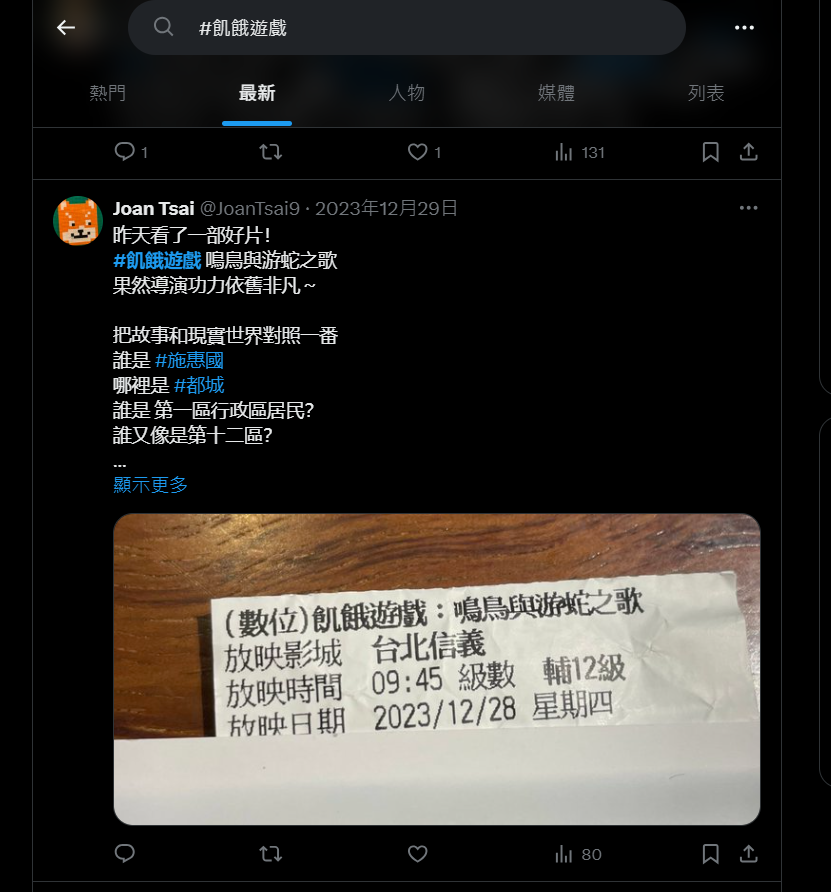 #飢餓遊戲
熱門
最新
人物
媒體
列表
1
1
131
Joan Tsai @JoanTsai9 · 2023年12月29日
昨天看了一部好片！
#飢餓遊戲 鳴鳥與游蛇之歌
果然導演功力依舊非凡～
把故事和現實世界對照一番
誰是 #施惠國
哪裡是 #都城
誰是 第一區行政區居民?
誰又像是第十二區?
...
顯示更多
(數位)飢餓遊戲：鳴鳥與游蛇之歌
放映影城 台北信義
放映時間 09:45 級數 輔12級
放映日期 2023/12/28 星期四
80